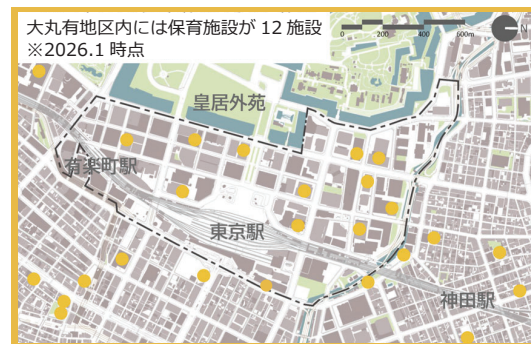 大丸有地区内には保育施設が 12 施設
※2026.1 時点
0 200 400 600m
N
皇居外苑
有楽町駅
東京駅
神田駅